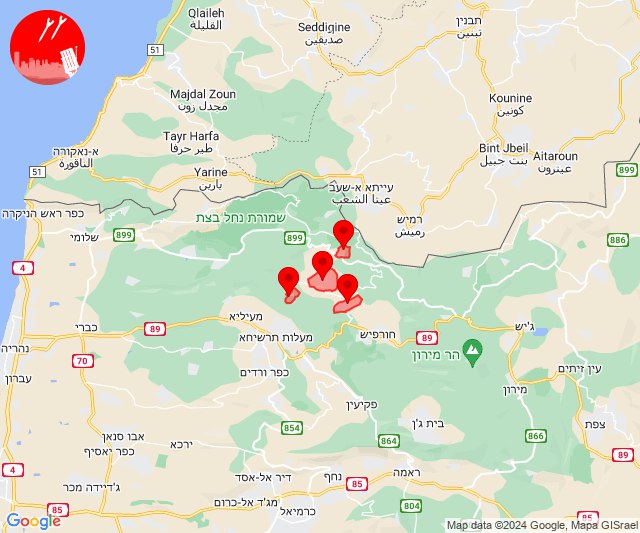 Qlaileh
القليلة
Seddigine
צדיקין
51
תבנין
تبنين
Majdal Zoun
مجدل زون
Kounine
كونين
Tayr Harfa
طير حرفا
א-נאקורה
الناقورة
Bint Jbeil
بنت جبيل
Aitaroun
عيترون
51
Yarine
يارين
899
עייתא א-שעב
عيتا الشعب
כפר ראש הניקרה
שמורת נחל בצת
רמיש
رميش
שלומי
899
899
886
4
מעיליא
כברי
89
מעלות תרשיחא
חורפיש
89
ג'יש
נהריה
70
הר מירון
עברון
כפר ורדים
עין זיתים
מירון
פקיעין
854
בית ג'ן
צפת
אבו סנאן
ירכא
864
866
כפר יאסיף
89
4
נחף
ראמה
ג'דיידה מכר
דיר אל-אסד
85
85
מג'ד אל-כרום
כרמיאל
804
85
Google
Map data ©2024 Google, Mapa GISrael